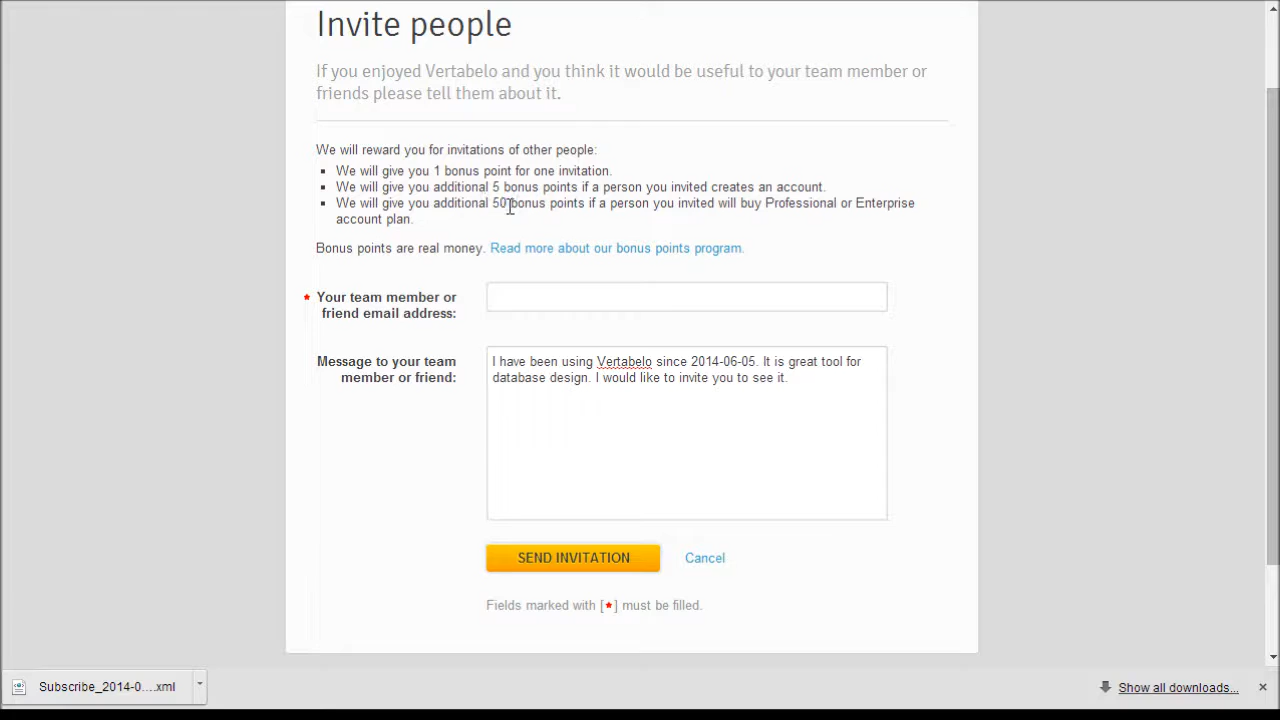 Invite people
If you enjoyed Vertabelo and you think it would be useful to your team member or
friends please tell them about it.
We will reward you for invitations of other people:
We will give you 1 bonus point for one invitation.
We will give you additional 5 bonus points if a person you invited creates an account.
We will give you additional 50 bonus points if a person you invited will buy Professional or Enterprise
account plan.
Bonus points are real money. Read more about our bonus points program.
* Your team member or
friend email address:
Message to your team
member or friend:
I have been using Vertabelo since 2014-06-05. It is great tool for
database design. I would like to invite you to see it.
SEND INVITATION Cancel
Fields marked with [*] must be filled.
Subscribe_2014-0....xml
Show all downloads...